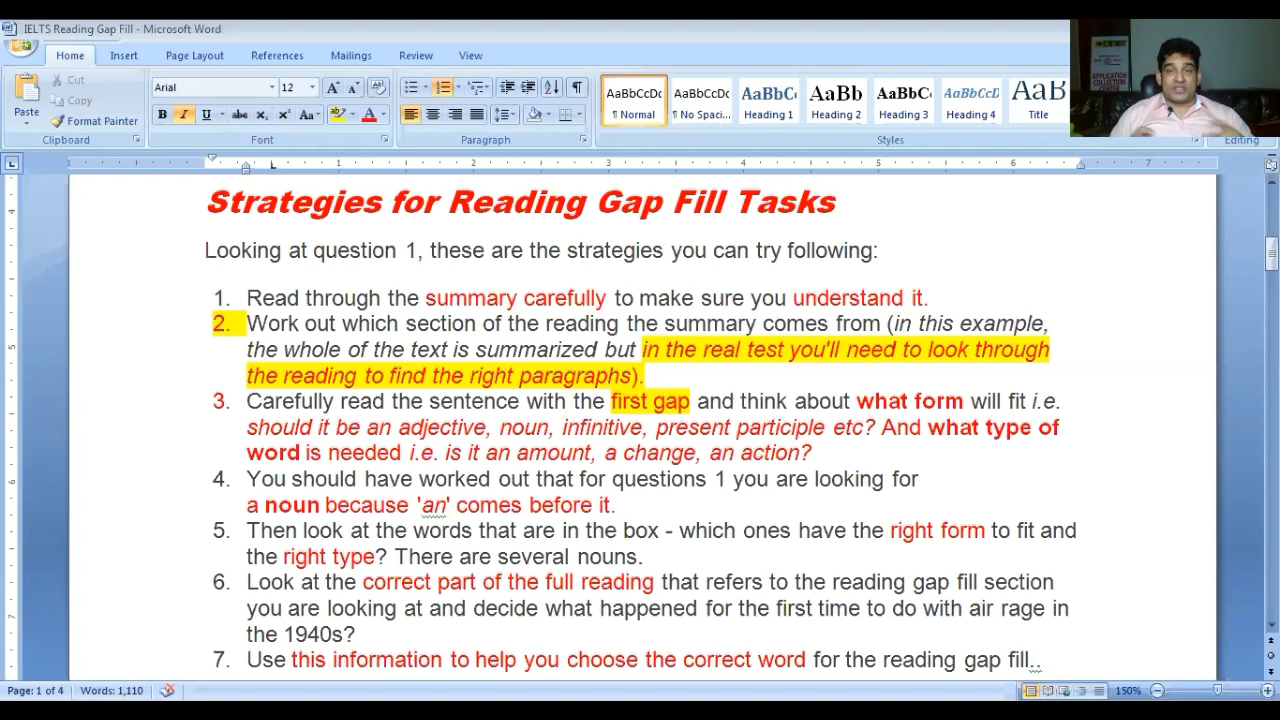 IELTS Reading Gap Fill - Microsoft Word
Home Insert Page Layout References Mailings Review View
Paste
Cut
Copy
Format Painter
Clipboard
Arial 12
Font
Paragraph
AaBbCcDc AaBbCcDc AaBbC AaBb AaBbC AaBbCcD AaB
¶ Normal ¶ No Spaci... Heading 1 Heading 2 Heading 3 Heading 4 Title
Styles
Editing
APPLICATION
COLLECTION
1 1 2 3 4 5 6 7
Strategies for Reading Gap Fill Tasks
Looking at question 1, these are the strategies you can try following:
1. Read through the summary carefully to make sure you understand it.
2. Work out which section of the reading the summary comes from (in this example,
the whole of the text is summarized but in the real test you'll need to look through
the reading to find the right paragraphs).
3. Carefully read the sentence with the first gap and think about what form will fit i.e.
should it be an adjective, noun, infinitive, present participle etc? And what type of
word is needed i.e. is it an amount, a change, an action?
4. You should have worked out that for questions 1 you are looking for
a noun because 'an' comes before it.
5. Then look at the words that are in the box - which ones have the right form to fit and
the right type? There are several nouns.
6. Look at the correct part of the full reading that refers to the reading gap fill section
you are looking at and decide what happened for the first time to do with air rage in
the 1940s?
7. Use this information to help you choose the correct word for the reading gap fill..
Page: 1 of 4 Words: 1,110 150%